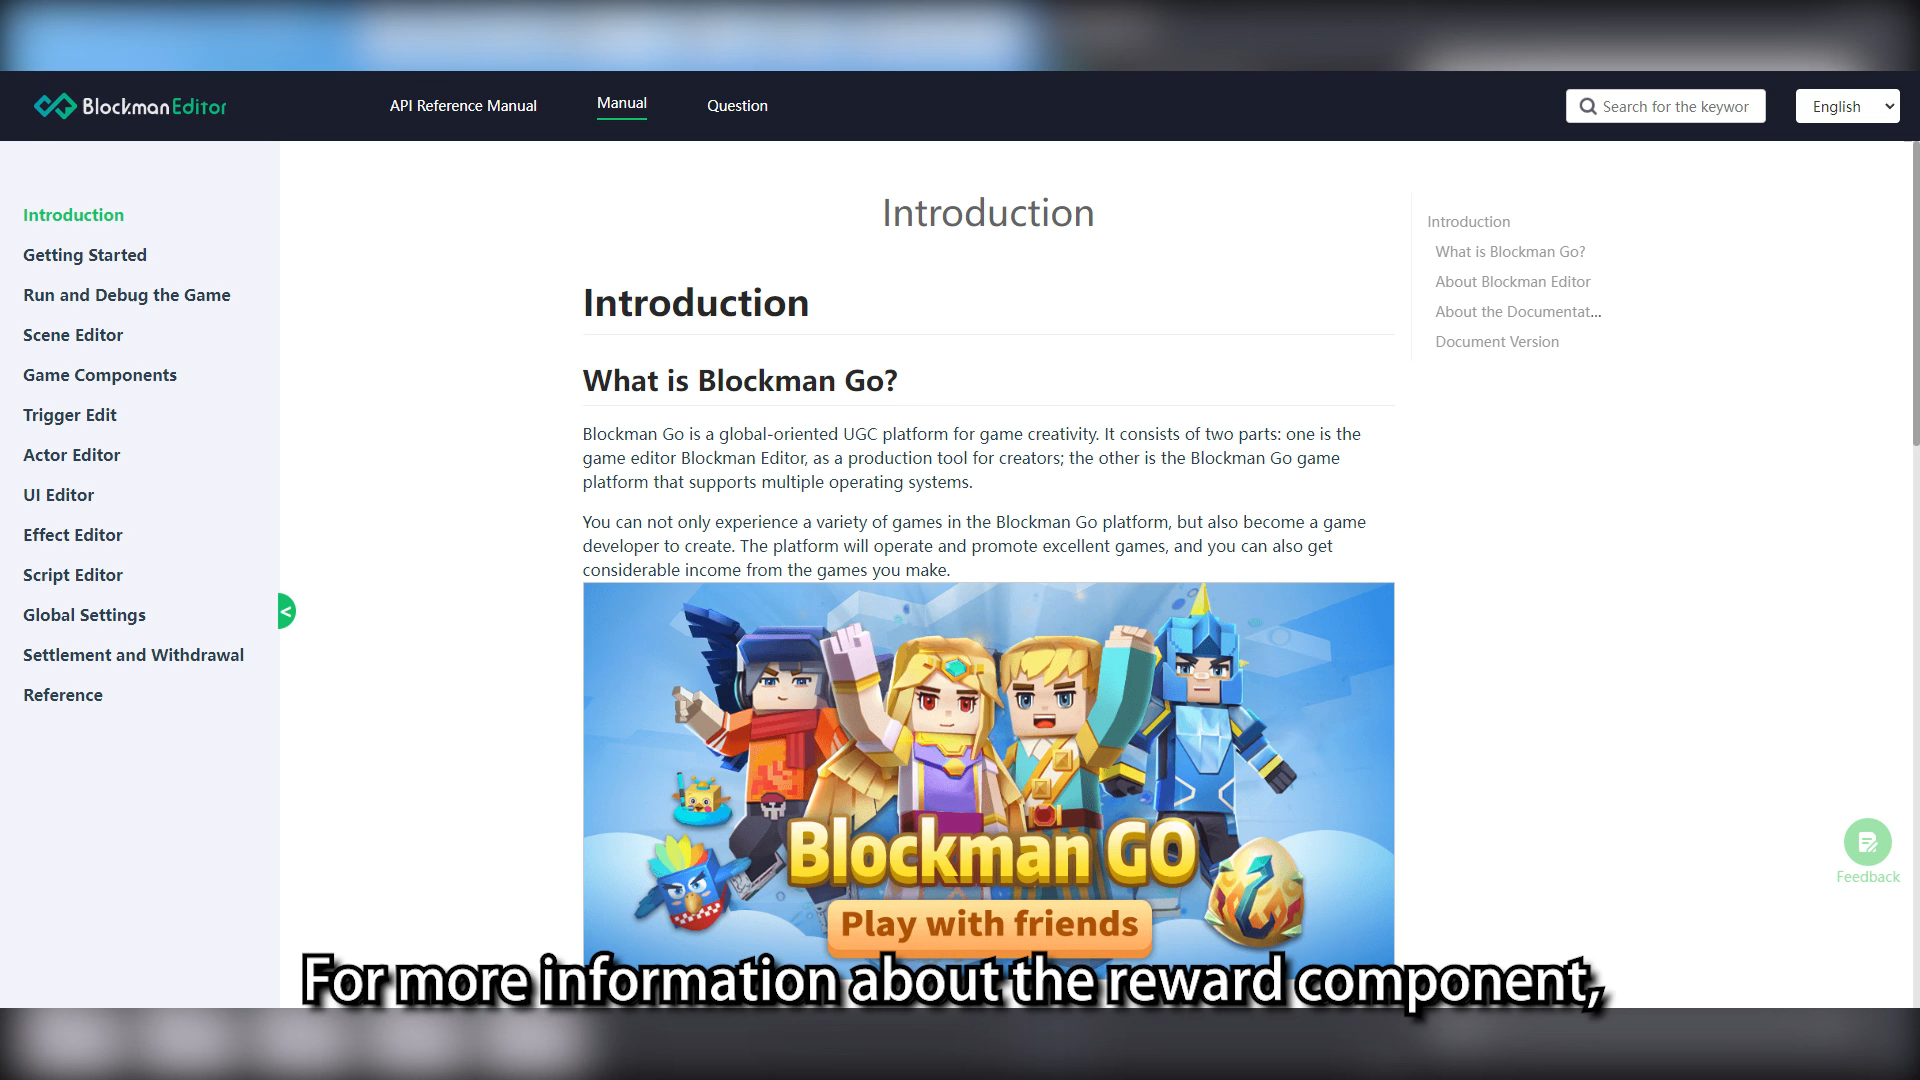 BlockmanEditor
API Reference Manual
Manual
Question
Search for the keywor
English
Introduction
Getting Started
Run and Debug the Game
Scene Editor
Game Components
Trigger Edit
Actor Editor
UI Editor
Effect Editor
Script Editor
Global Settings
Settlement and Withdrawal
Reference
<
Introduction
Introduction
What is Blockman Go?
Blockman Go is a global-oriented UGC platform for game creativity. It consists of two parts: one is the
game editor Blockman Editor, as a production tool for creators; the other is the Blockman Go game
platform that supports multiple operating systems.
You can not only experience a variety of games in the Blockman Go platform, but also become a game
developer to create. The platform will operate and promote excellent games, and you can also get
considerable income from the games you make.
Blockman GO
Play with friends
Introduction
What is Blockman Go?
About Blockman Editor
About the Documentat...
Document Version
Feedback
For more information about the reward component,